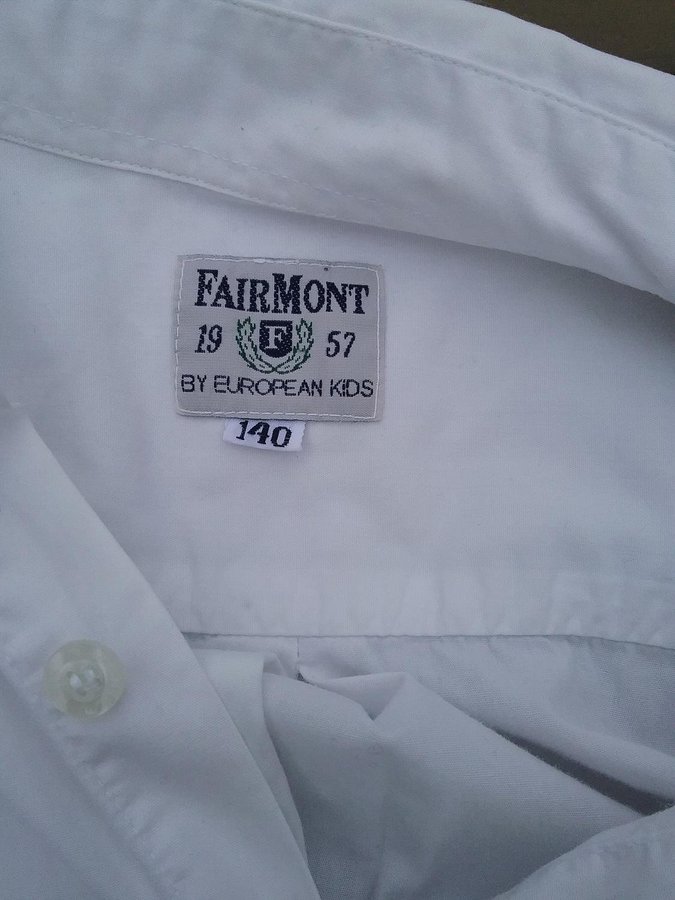 FAIRMONT
19 F 57
BY EUROPEAN KIDS
140